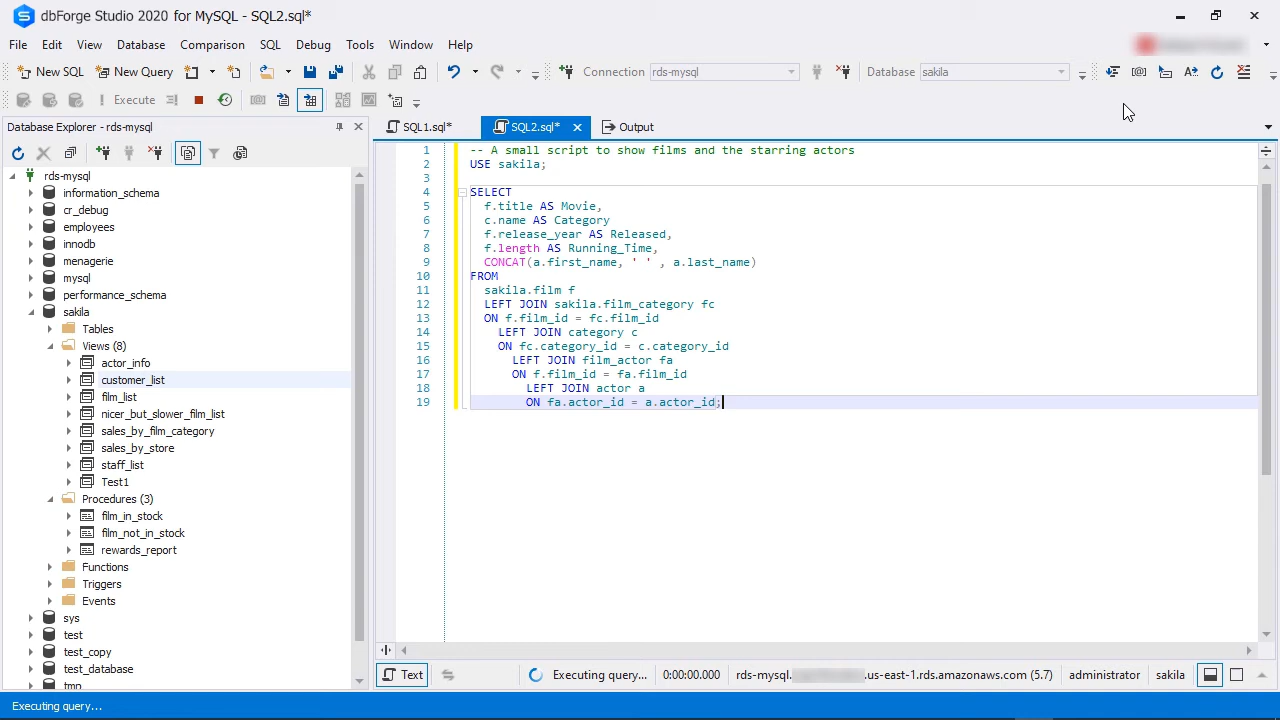 dbForge Studio 2020 for MySQL - SQL2.sql*
File Edit View Database Comparison SQL Debug Tools Window Help
New SQL New Query Connection rds-mysql Database sakila
Execute
Database Explorer - rds-mysql
SQL1.sql* SQL2.sql* Output
rds-mysql
information_schema
cr_debug
employees
innodb
menagerie
mysql
performance_schema
sakila
Tables
Views (8)
actor_info
customer_list
film_list
nicer_but_slower_film_list
sales_by_film_category
sales_by_store
staff_list
Test1
Procedures (3)
film_in_stock
film_not_in_stock
rewards_report
Functions
Triggers
Events
sys
test
test_copy
test_database
tmp
1 -- A small script to show films and the starring actors
2 USE sakila;
3
4 SELECT
5 f.title AS Movie,
6 c.name AS Category
7 f.release_year AS Released,
8 f.length AS Running_Time,
9 CONCAT(a.first_name, ' ' , a.last_name)
10 FROM
11 sakila.film f
12 LEFT JOIN sakila.film_category fc
13 ON f.film_id = fc.film_id
14 LEFT JOIN category c
15 ON fc.category_id = c.category_id
16 LEFT JOIN film_actor fa
17 ON f.film_id = fa.film_id
18 LEFT JOIN actor a
19 ON fa.actor_id = a.actor_id;
Text Executing query... 0:00:00.000 rds-mysql. .us-east-1.rds.amazonaws.com (5.7) administrator sakila
Executing query...